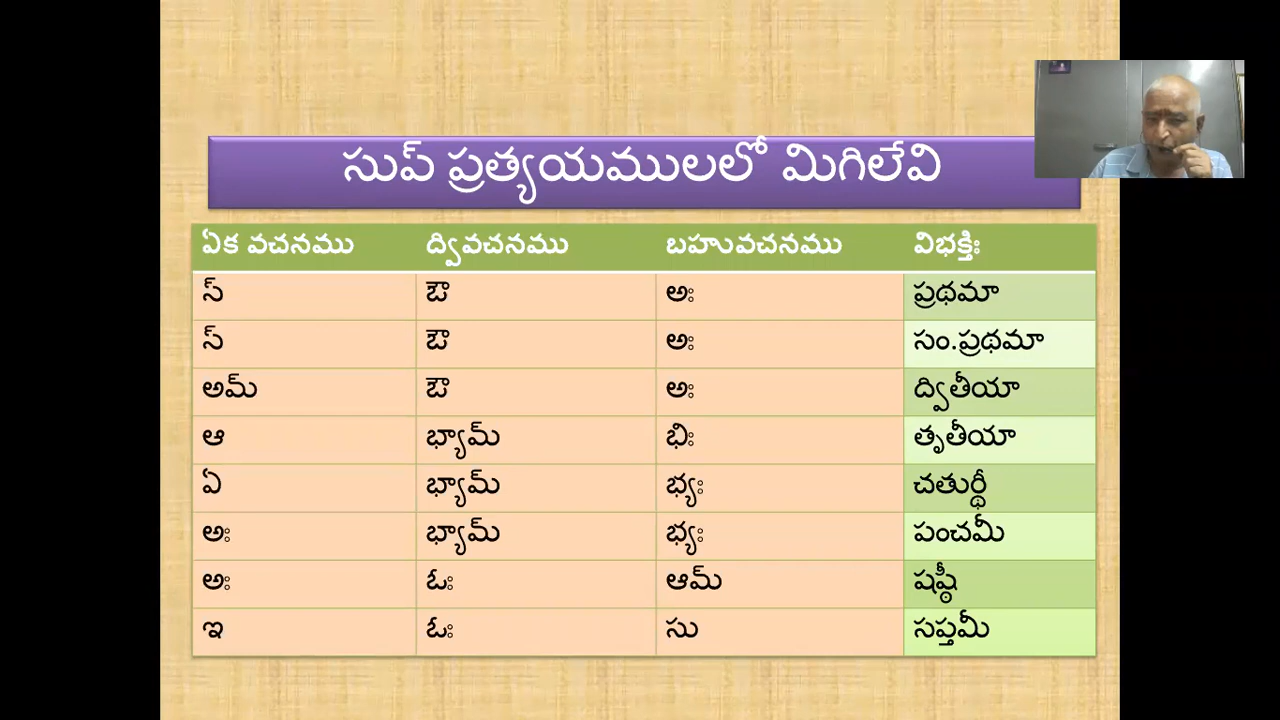 సుప్ ప్రత్యయములలో మిగిలేవి
ఏక వచనము ద్వివచనము బహువచనము విభక్తిః
స్ ఔ అః ప్రథమా
స్ ఔ అః సం.ప్రథమా
అమ్ ఔ అః ద్వితీయా
ఆ భ్యామ్ భిః తృతీయా
ఏ భ్యామ్ భ్యః చతుర్థీ
అః భ్యామ్ భ్యః పంచమీ
అః ఓః ఆమ్ షష్ఠీ
ఇ ఓః సు సప్తమీ